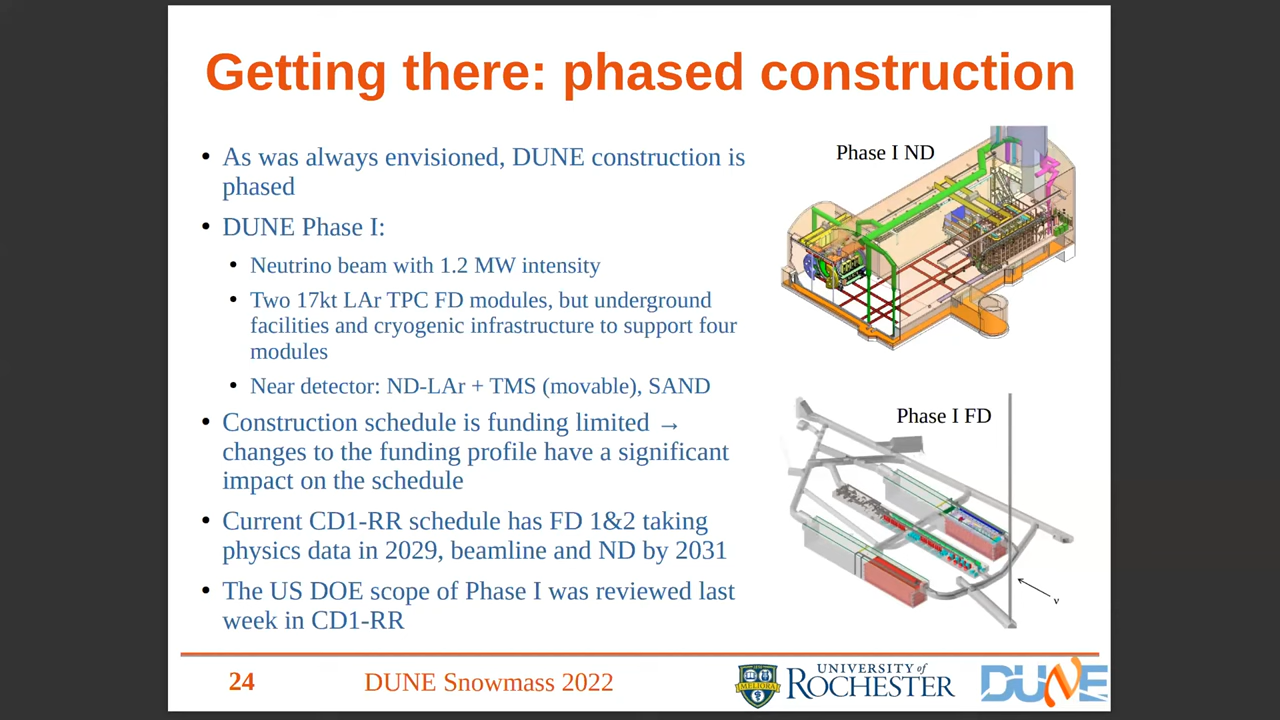 Getting there: phased construction
• As was always envisioned, DUNE construction is
phased
• DUNE Phase I:
• Neutrino beam with 1.2 MW intensity
• Two 17kt LAr TPC FD modules, but underground
facilities and cryogenic infrastructure to support four
modules
• Near detector: ND-LAr + TMS (movable), SAND
• Construction schedule is funding limited →
changes to the funding profile have a significant
impact on the schedule
• Current CD1-RR schedule has FD 1&2 taking
physics data in 2029, beamline and ND by 2031
• The US DOE scope of Phase I was reviewed last
week in CD1-RR
Phase I ND
Phase I FD
ν
24
DUNE Snowmass 2022
MELIORA
UNIVERSITY of
ROCHESTER
DUNE